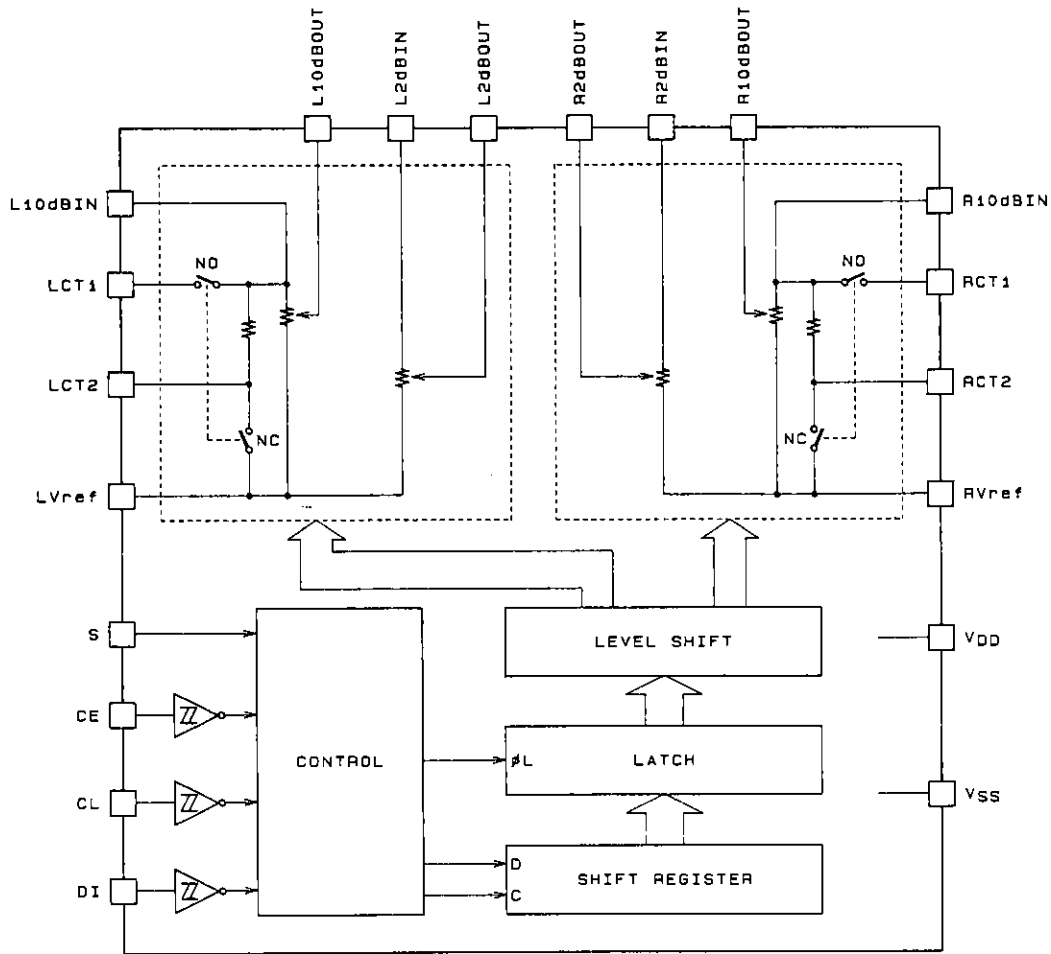 L10dBOUT
L2dBIN
L2dBOUT
R2dBOUT
R2dBIN
R10dBOUT
L10dBIN
R10dBIN
LCT1
NO
NO
RCT1
LCT2
RCT2
NC
NC
LVref
RVref
S
LEVEL SHIFT
VDD
CE
CONTROL
øL
LATCH
CL
VSS
D
SHIFT REGISTER
DI
C